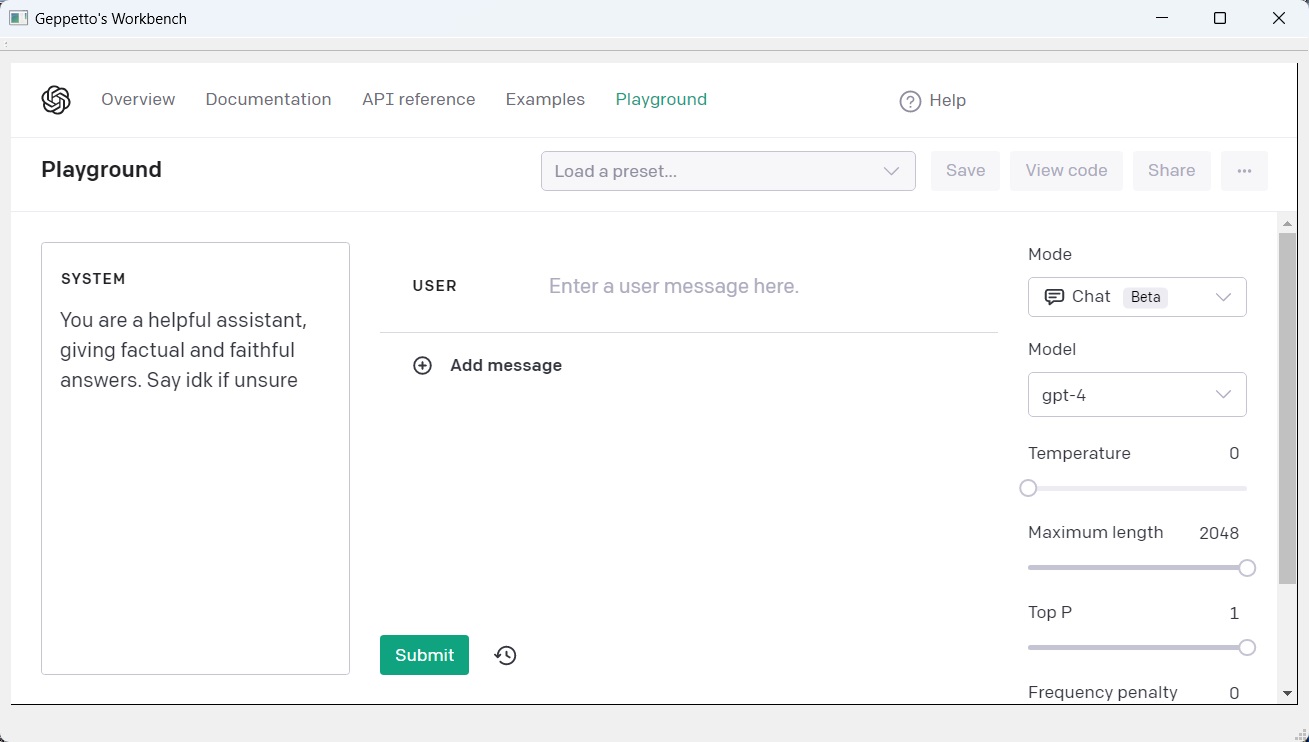 Geppetto's Workbench
Overview Documentation API reference Examples Playground Help
Playground Load a preset... Save View code Share ...
SYSTEM
You are a helpful assistant,
giving factual and faithful
answers. Say idk if unsure
USER Enter a user message here.
Add message
Submit
Mode
Chat Beta
Model
gpt-4
Temperature 0
Maximum length 2048
Top P 1
Frequency penalty 0